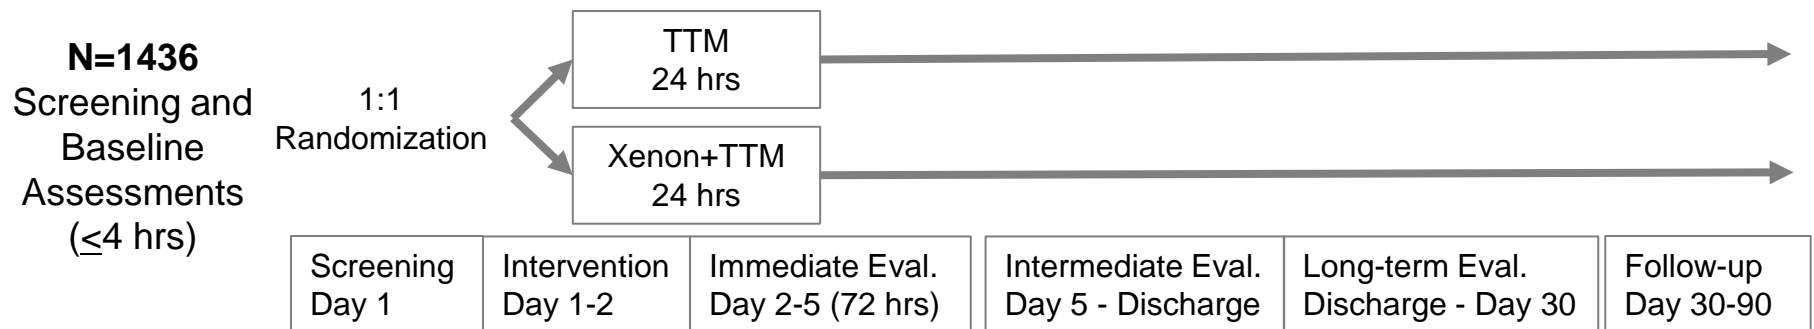 N=1436
Screening and
Baseline
Assessments
(≤4 hrs)
1:1
Randomization
TTM
24 hrs
Xenon+TTM
24 hrs
Screening
Day 1
Intervention
Day 1-2
Immediate Eval.
Day 2-5 (72 hrs)
Intermediate Eval.
Day 5 - Discharge
Long-term Eval.
Discharge - Day 30
Follow-up
Day 30-90